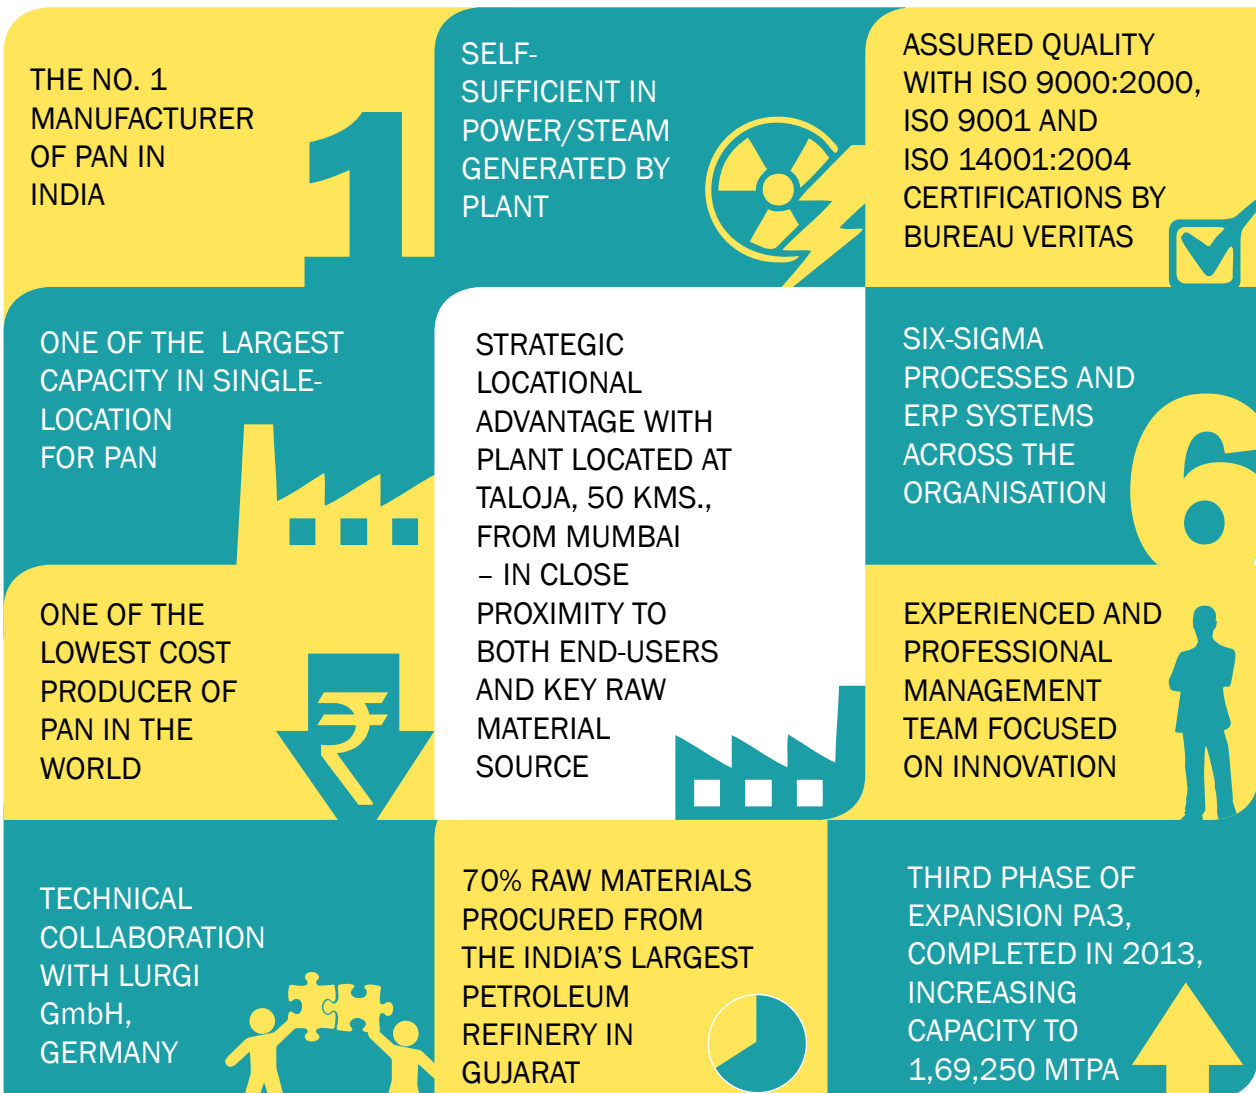 THE NO. 1
MANUFACTURER
OF PAN IN
INDIA
1
SELF-
SUFFICIENT IN
POWER/STEAM
GENERATED BY
PLANT
ASSURED QUALITY
WITH ISO 9000:2000,
ISO 9001 AND
ISO 14001:2004
CERTIFICATIONS BY
BUREAU VERITAS
ONE OF THE LARGEST
CAPACITY IN SINGLE-
LOCATION
FOR PAN
STRATEGIC
LOCATIONAL
ADVANTAGE WITH
PLANT LOCATED AT
TALOJA, 50 KMS.,
FROM MUMBAI
– IN CLOSE
PROXIMITY TO
BOTH END-USERS
AND KEY RAW
MATERIAL
SOURCE
SIX-SIGMA
PROCESSES AND
ERP SYSTEMS
ACROSS THE
ORGANISATION
6
ONE OF THE
LOWEST COST
PRODUCER OF
PAN IN THE
WORLD
₹
EXPERIENCED AND
PROFESSIONAL
MANAGEMENT
TEAM FOCUSED
ON INNOVATION
TECHNICAL
COLLABORATION
WITH LURGI
GmbH,
GERMANY
70% RAW MATERIALS
PROCURED FROM
THE INDIA'S LARGEST
PETROLEUM
REFINERY IN
GUJARAT
THIRD PHASE OF
EXPANSION PA3,
COMPLETED IN 2013,
INCREASING
CAPACITY TO
1,69,250 MTPA